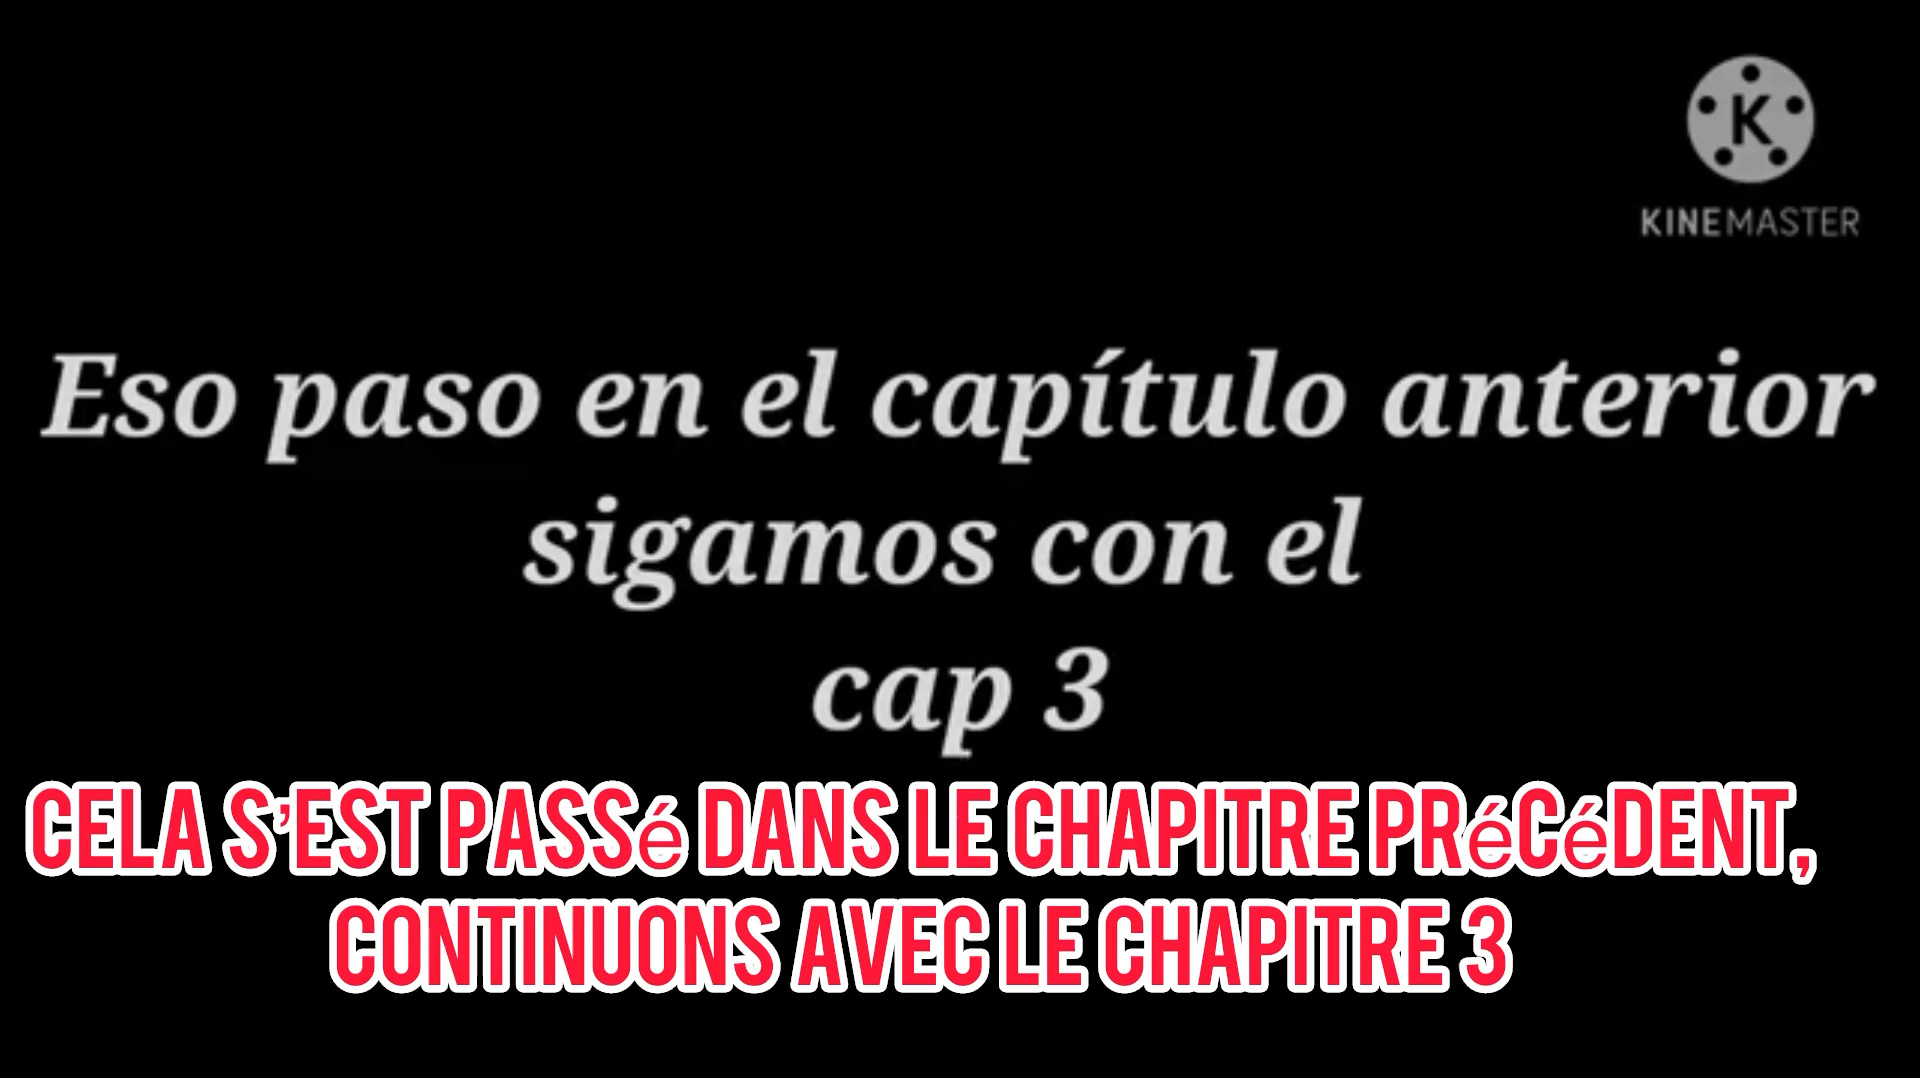 K
KINEMASTER
Eso paso en el capítulo anterior
sigamos con el
cap 3
CELA S'EST PASSé DANS LE CHAPITRE PRéCéDENT,
CONTINUONS AVEC LE CHAPITRE 3